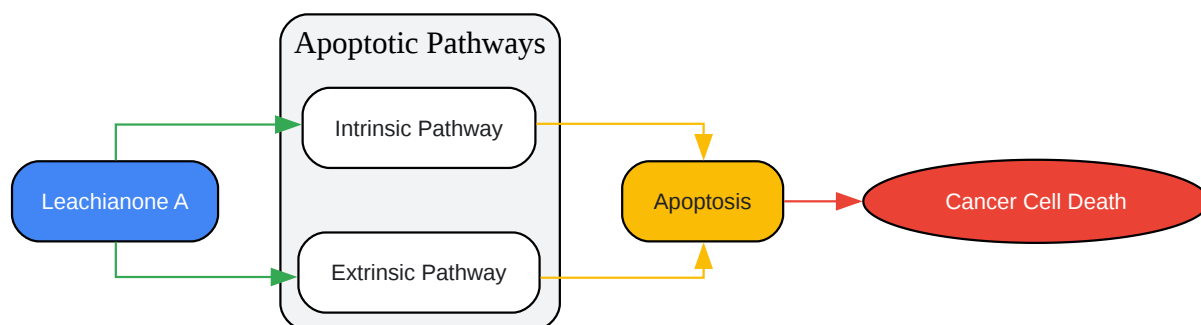 Apoptotic Pathways
Intrinsic Pathway
Leachianone A
Apoptosis
Cancer Cell Death
Extrinsic Pathway